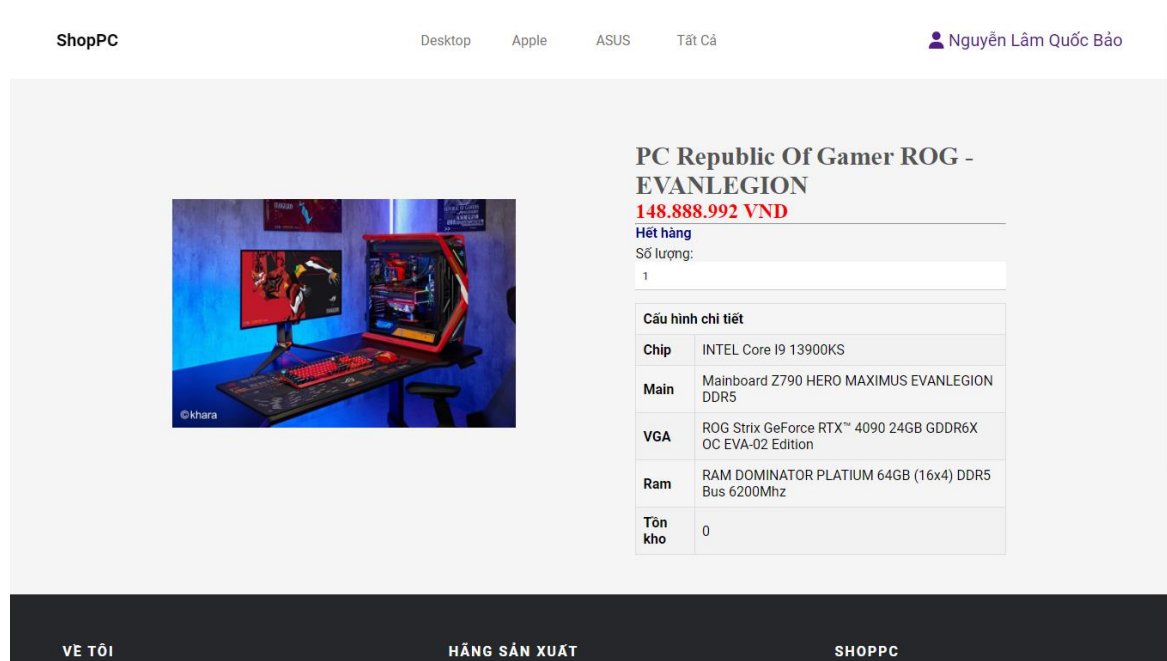 ShopPC
Desktop Apple ASUS Tất Cả
Nguyễn Lâm Quốc Bảo
©khara
PC Republic Of Gamer ROG -
EVANLEGION
148.888.992 VND
Hết hàng
Số lượng:
1
Cấu hình chi tiết
Chip INTEL Core I9 13900KS
Main Mainboard Z790 HERO MAXIMUS EVANLEGION
DDR5
VGA ROG Strix GeForce RTX™ 4090 24GB GDDR6X
OC EVA-02 Edition
Ram RAM DOMINATOR PLATIUM 64GB (16x4) DDR5
Bus 6200Mhz
Tồn
kho 0
VỀ TÔI HÃNG SẢN XUẤT SHOPPC